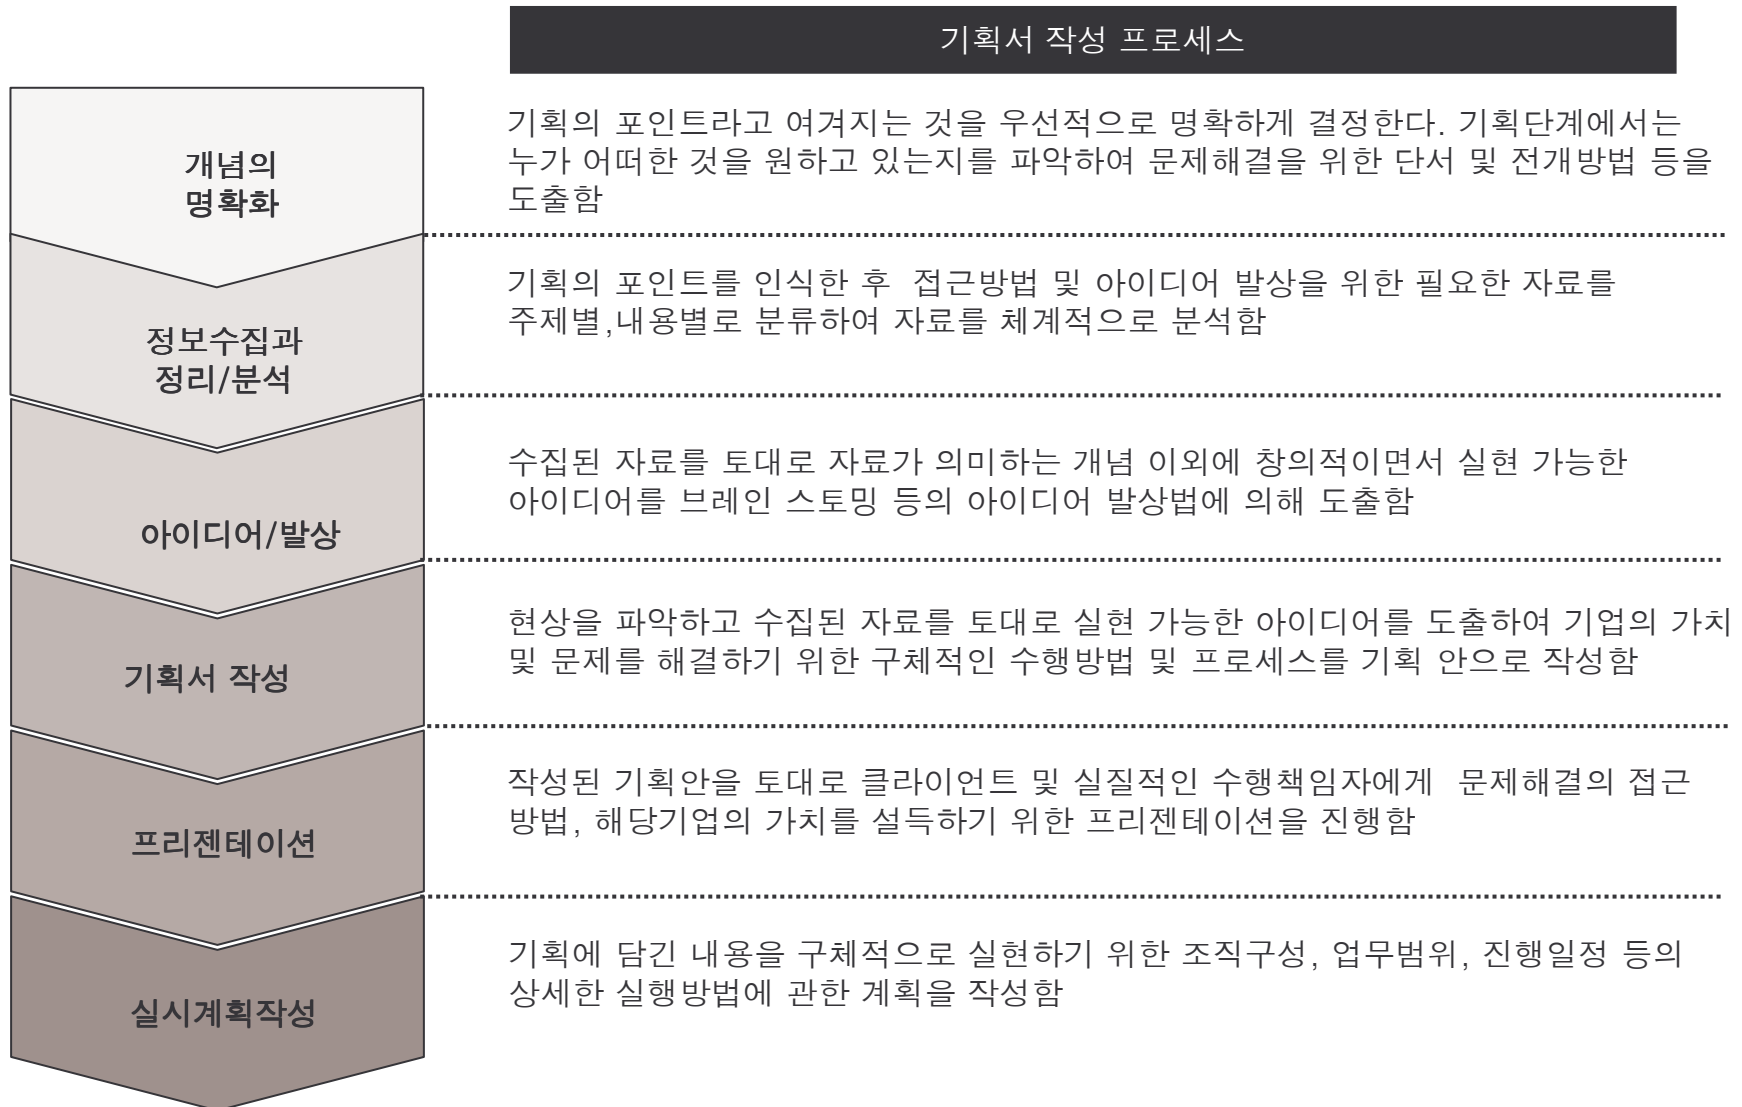 기획서 작성 프로세스
개념의
명확화
기획의 포인트라고 여겨지는 것을 우선적으로 명확하게 결정한다. 기획단계에서는
누가 어떠한 것을 원하고 있는지를 파악하여 문제해결을 위한 단서 및 전개방법 등을
도출함
정보수집과
정리/분석
기획의 포인트를 인식한 후  접근방법 및 아이디어 발상을 위한 필요한 자료를
주제별,내용별로 분류하여 자료를 체계적으로 분석함
아이디어/발상
수집된 자료를 토대로 자료가 의미하는 개념 이외에 창의적이면서 실현 가능한
아이디어를 브레인 스토밍 등의 아이디어 발상법에 의해 도출함
기획서 작성
현상을 파악하고 수집된 자료를 토대로 실현 가능한 아이디어를 도출하여 기업의 가치
및 문제를 해결하기 위한 구체적인 수행방법 및 프로세스를 기획 안으로 작성함
프리젠테이션
작성된 기획안을 토대로 클라이언트 및 실질적인 수행책임자에게  문제해결의 접근
방법, 해당기업의 가치를 설득하기 위한 프리젠테이션을 진행함
실시계획작성
기획에 담긴 내용을 구체적으로 실현하기 위한 조직구성, 업무범위, 진행일정 등의
상세한 실행방법에 관한 계획을 작성함